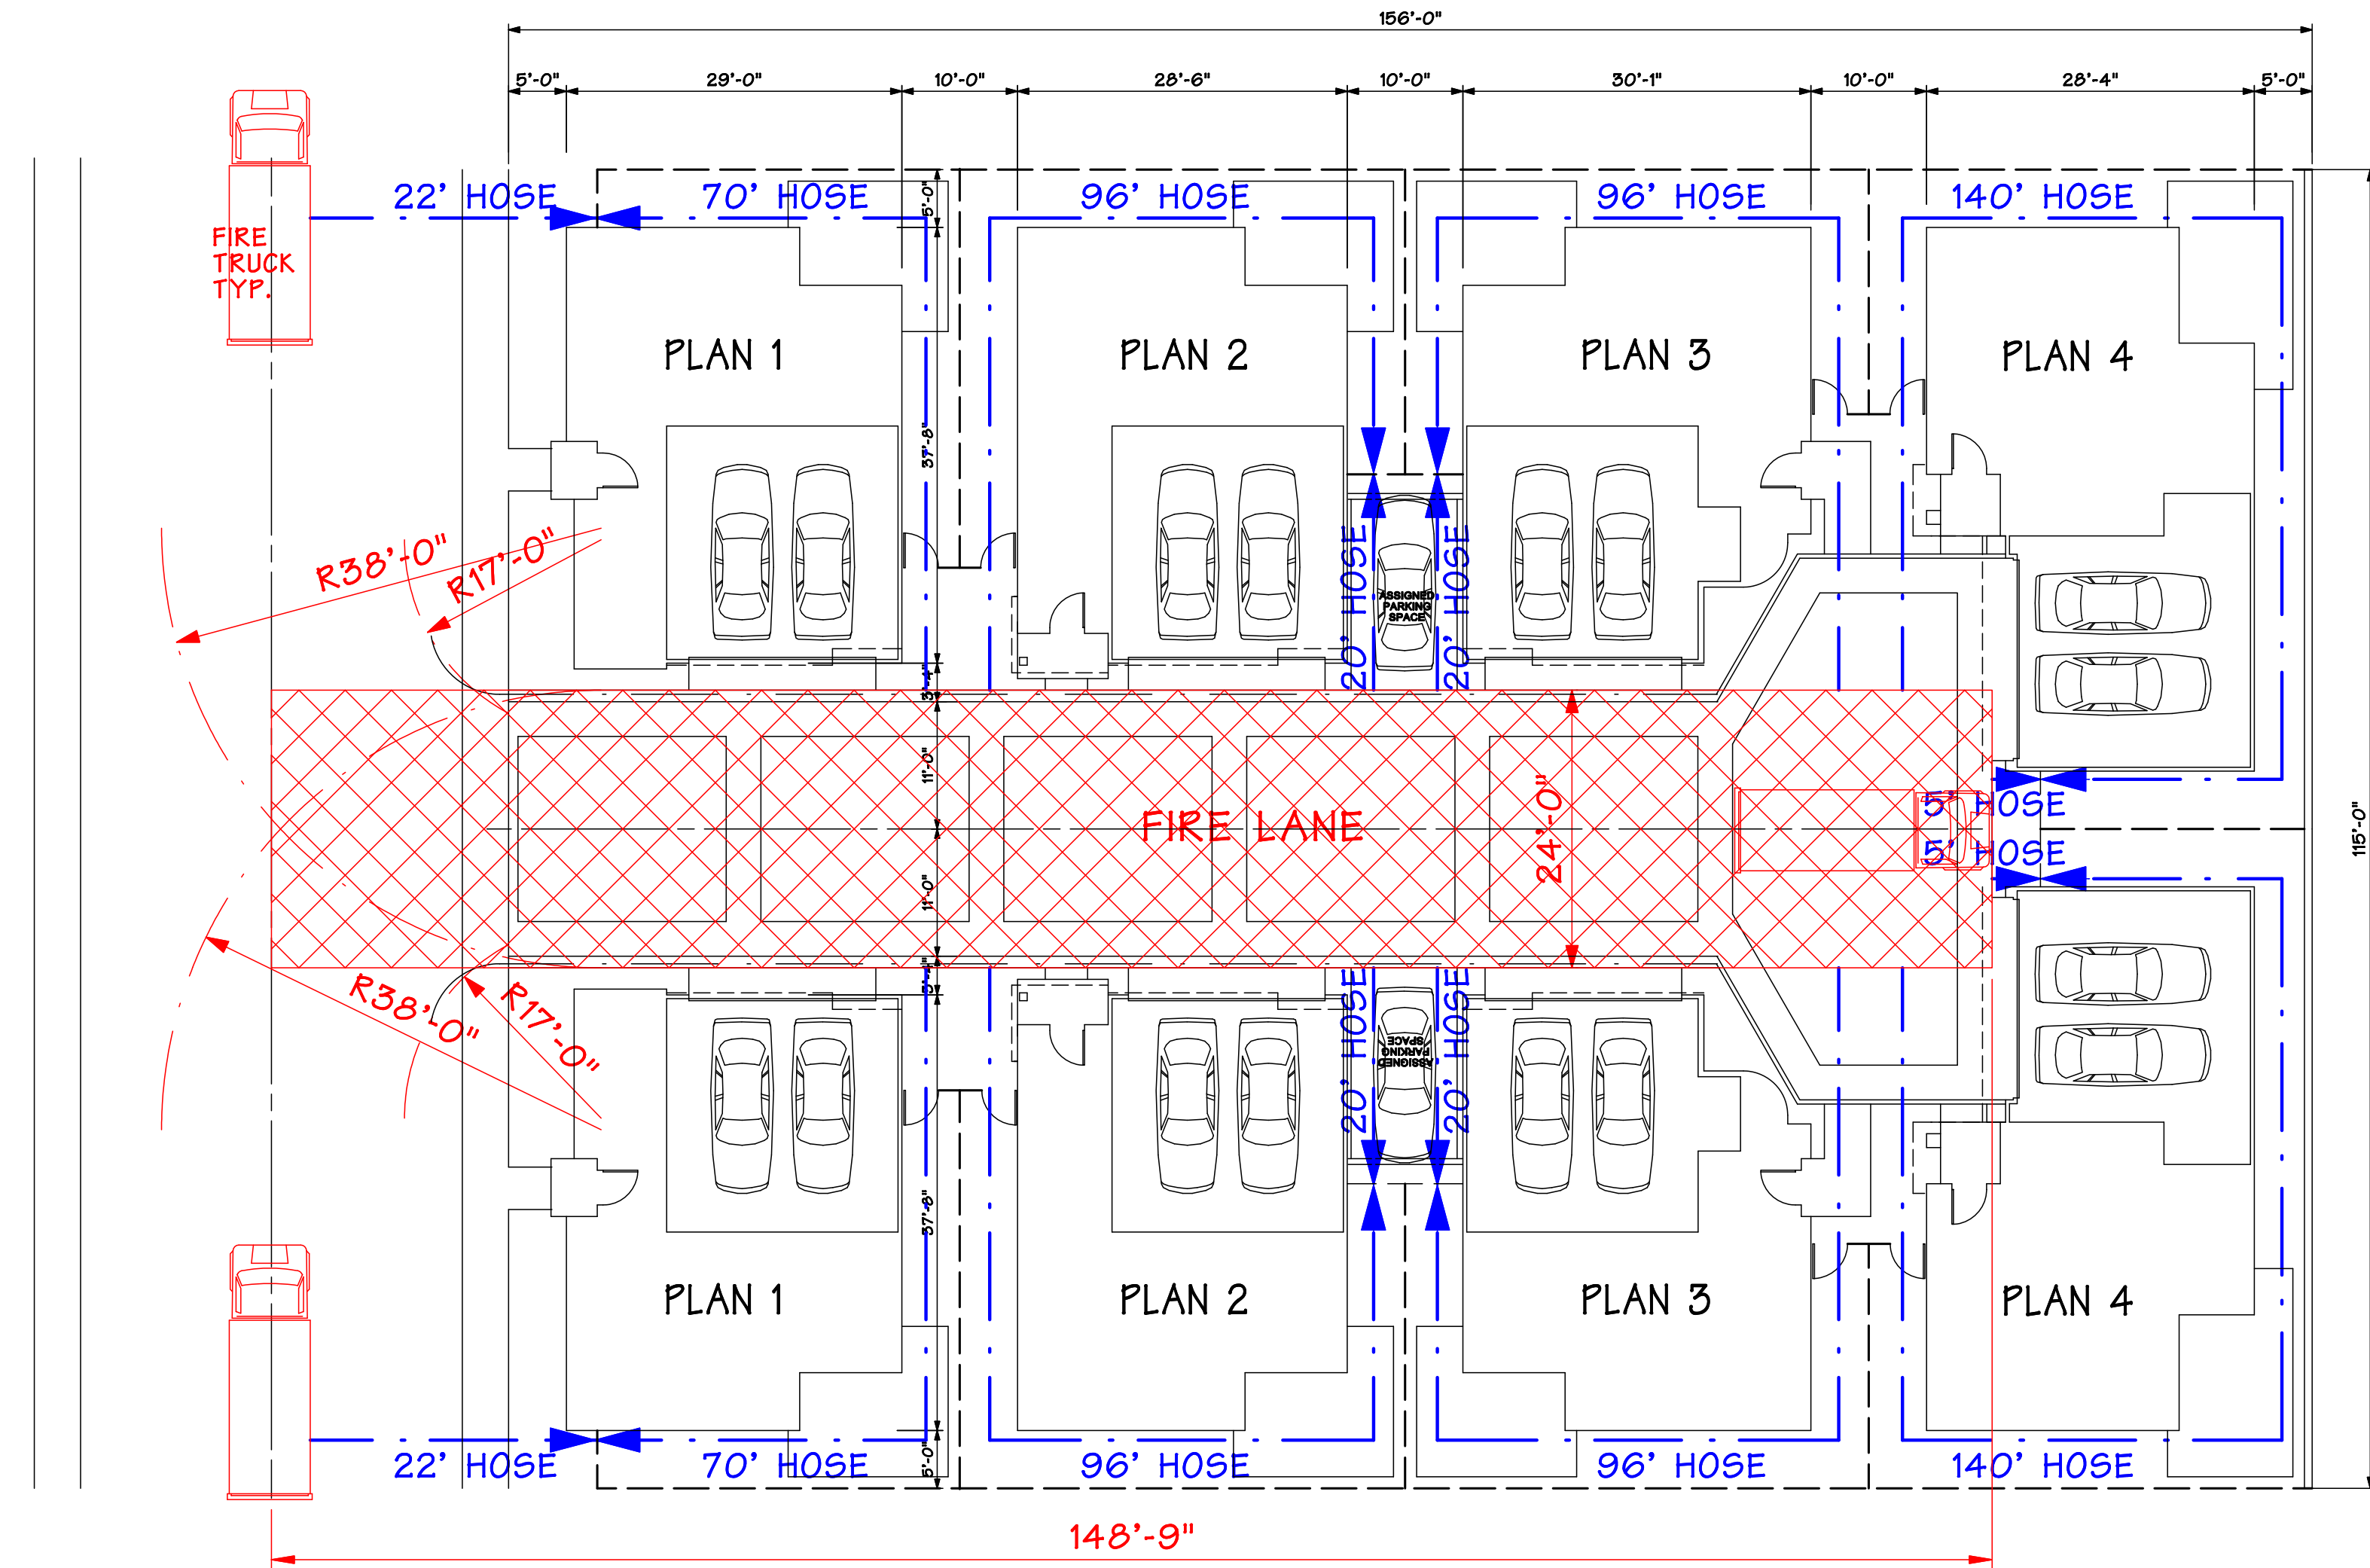 156'-0"
5'-0"
29'-0"
10'-0"
28'-6"
10'-0"
30'-1"
10'-0"
28'-4"
5'-0"
22' HOSE
70' HOSE
5'-0"
96' HOSE
96' HOSE
140' HOSE
FIRE
TRUCK
TYP.
PLAN 1
PLAN 2
PLAN 3
PLAN 4
37'-8"
R38'-0"
R17'-0"
20' HOSE
20' HOSE
ASSIGNED
PARKING
SPACE
11'-0"
FIRE LANE
24'-0"
5' HOSE
5' HOSE
115'-0"
11'-0"
R38'-0"
R17'-0"
20' HOSE
20' HOSE
ASSIGNED
PARKING
SPACE
37'-8"
PLAN 1
PLAN 2
PLAN 3
PLAN 4
22' HOSE
70' HOSE
5'-0"
96' HOSE
96' HOSE
140' HOSE
148'-9"